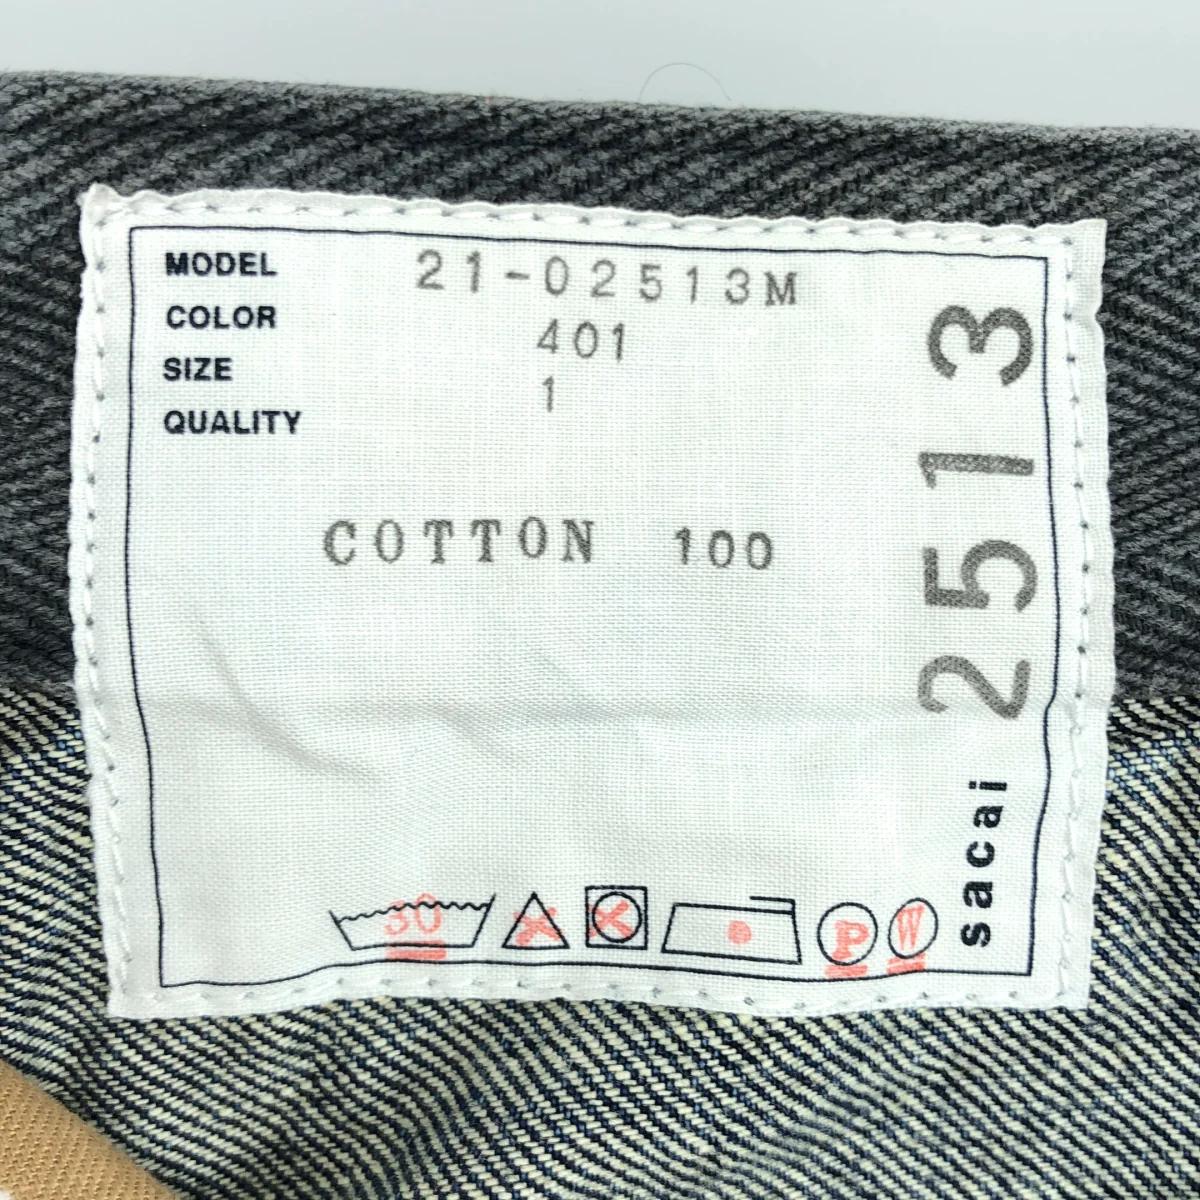 MODEL 21-02513M
COLOR 401
SIZE 1
QUALITY
COTTON 100
sacai 2513
30
P
W